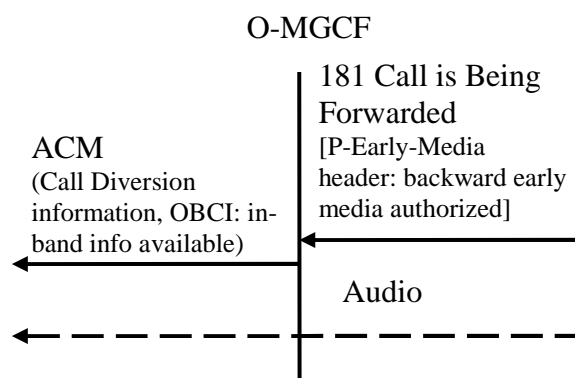 O-MGCF
181 Call is Being
Forwarded
[P-Early-Media
header: backward early
media authorized]
ACM
(Call Diversion
information, OBCI: in-
band info available)
Audio